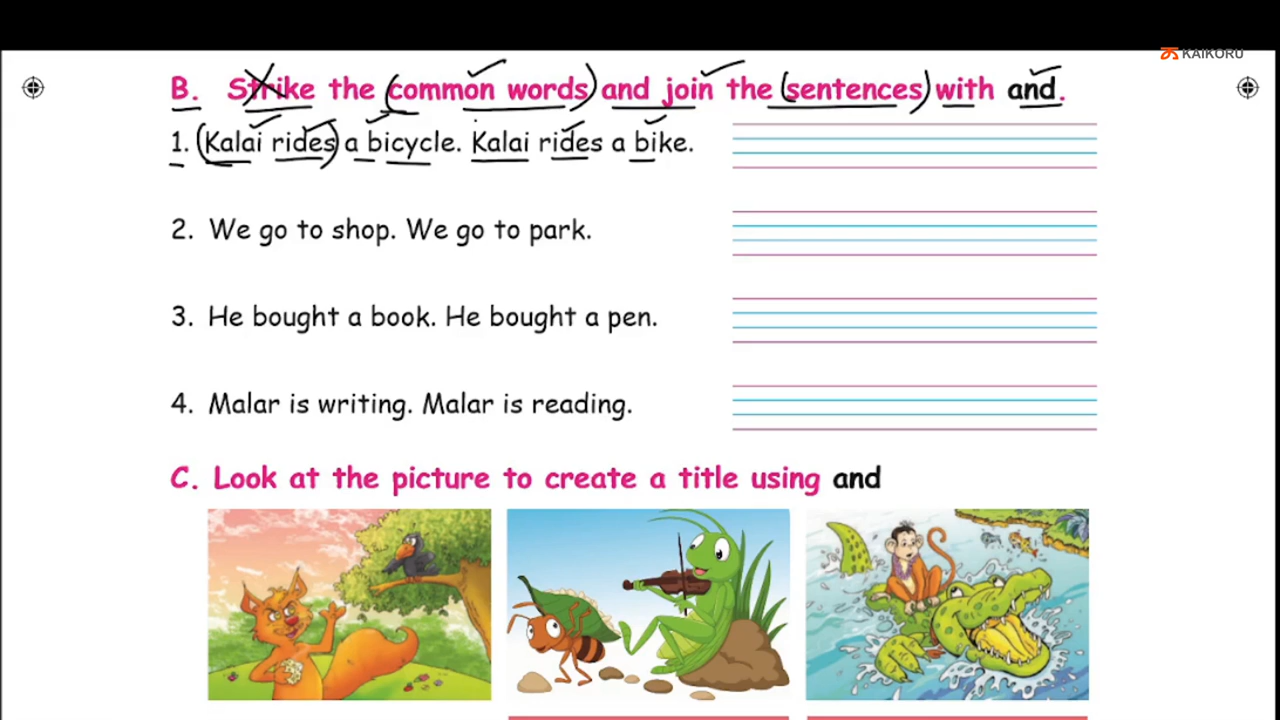 KAIKORU
B. Strike the common words and join the sentences with and.
1. Kalai rides a bicycle. Kalai rides a bike.
2. We go to shop. We go to park.
3. He bought a book. He bought a pen.
4. Malar is writing. Malar is reading.
C. Look at the picture to create a title using and